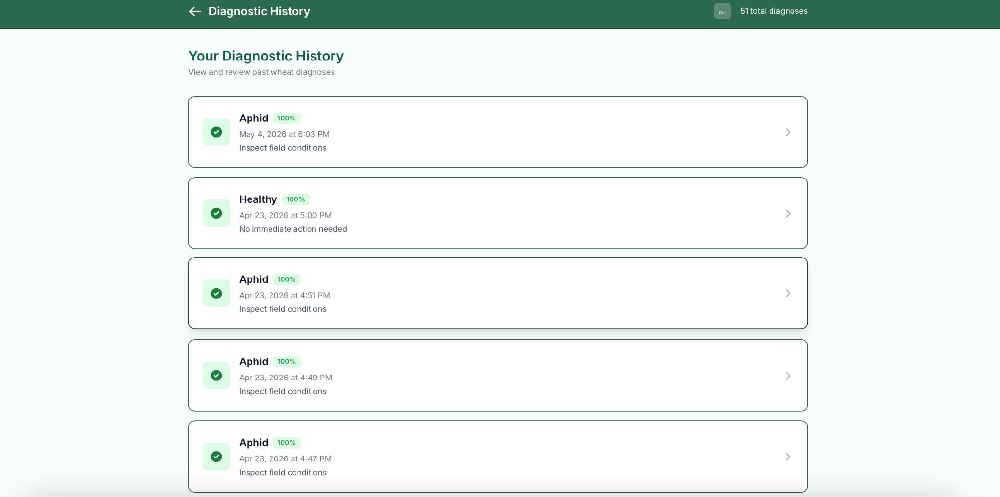 Diagnostic History
اردو
51 total diagnoses
Your Diagnostic History
View and review past wheat diagnoses
Aphid 100%
May 4, 2026 at 6:03 PM
Inspect field conditions
Healthy 100%
Apr 23, 2026 at 5:00 PM
No immediate action needed
Aphid 100%
Apr 23, 2026 at 4:51 PM
Inspect field conditions
Aphid 100%
Apr 23, 2026 at 4:49 PM
Inspect field conditions
Aphid 100%
Apr 23, 2026 at 4:47 PM
Inspect field conditions